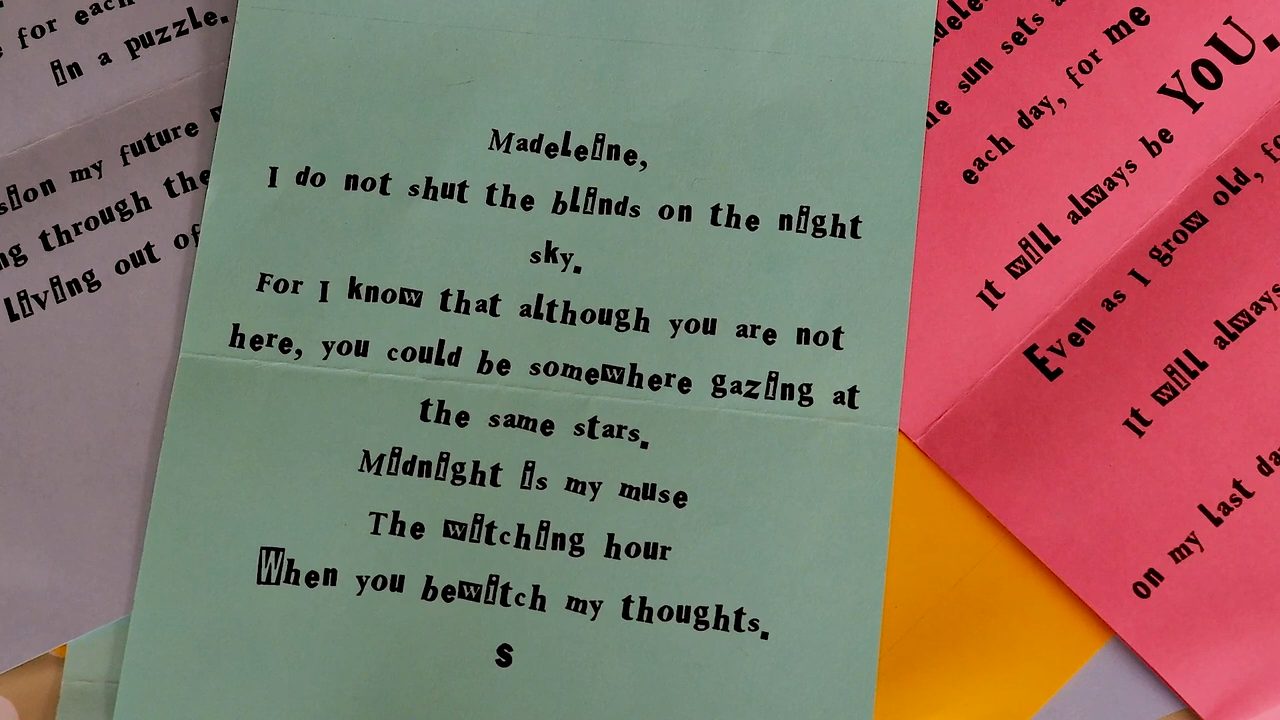 e for each
in a puzzle.
my future
through the
Living out of
Madeleine,
I do not shut the blinds on the night
sky.
For I know that although you are not
here, you could be somewhere gazing at
the same stars.
Midnight is my muse
The witching hour
When you bewitch my thoughts.
S
sun sets
each day, for me
It will always be YOU.
Even as I grow old,
It will always
on my last